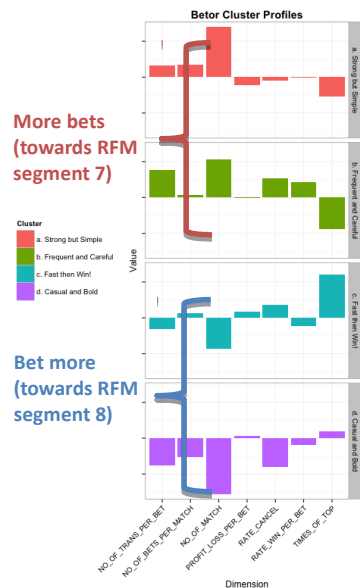 Betor Cluster Profiles
a. Strong but Simple
More bets
(towards RFM
segment 7)
b. Frequent and Careful
Cluster
a. Strong but Simple
b. Frequent and Careful
c. Fast then Win!
d. Casual and Bold
Value
c. Fast then Win!
Bet more
(towards RFM
segment 8)
d. Casual and Bold
NO_OF_TRANS_PER_BET
NO_OF_BETS_PER_MATCH
NO_OF_MATCH
PROFIT_LOSS_PER_BET
RATE_CANCEL
RATE_WIN_PER_BET
TIMES_OF_TOP
Dimension